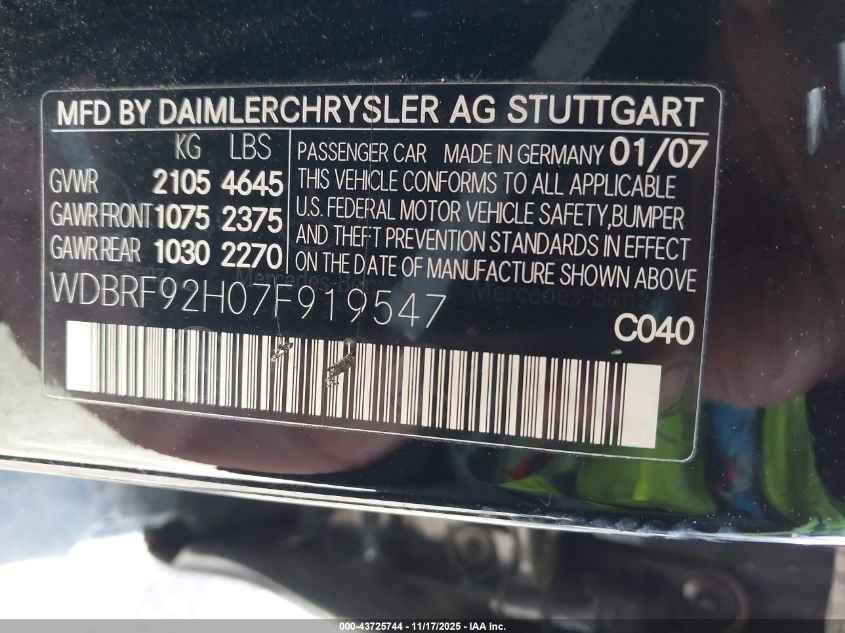 MFD BY DAIMLERCHRYSLER AG STUTTGART
KG LBS
GVWR 2105 4645
GAWR FRONT 1075 2375
GAWR REAR 1030 2270
PASSENGER CAR MADE IN GERMANY 01/07
THIS VEHICLE CONFORMS TO ALL APPLICABLE
U.S. FEDERAL MOTOR VEHICLE SAFETY,BUMPER
AND THEFT PREVENTION STANDARDS IN EFFECT
ON THE DATE OF MANUFACTURE SHOWN ABOVE
Mercedes-Benz
WDBRF92H07F919547
C040
000-43725744 - 11/17/2025 - IAA Inc.